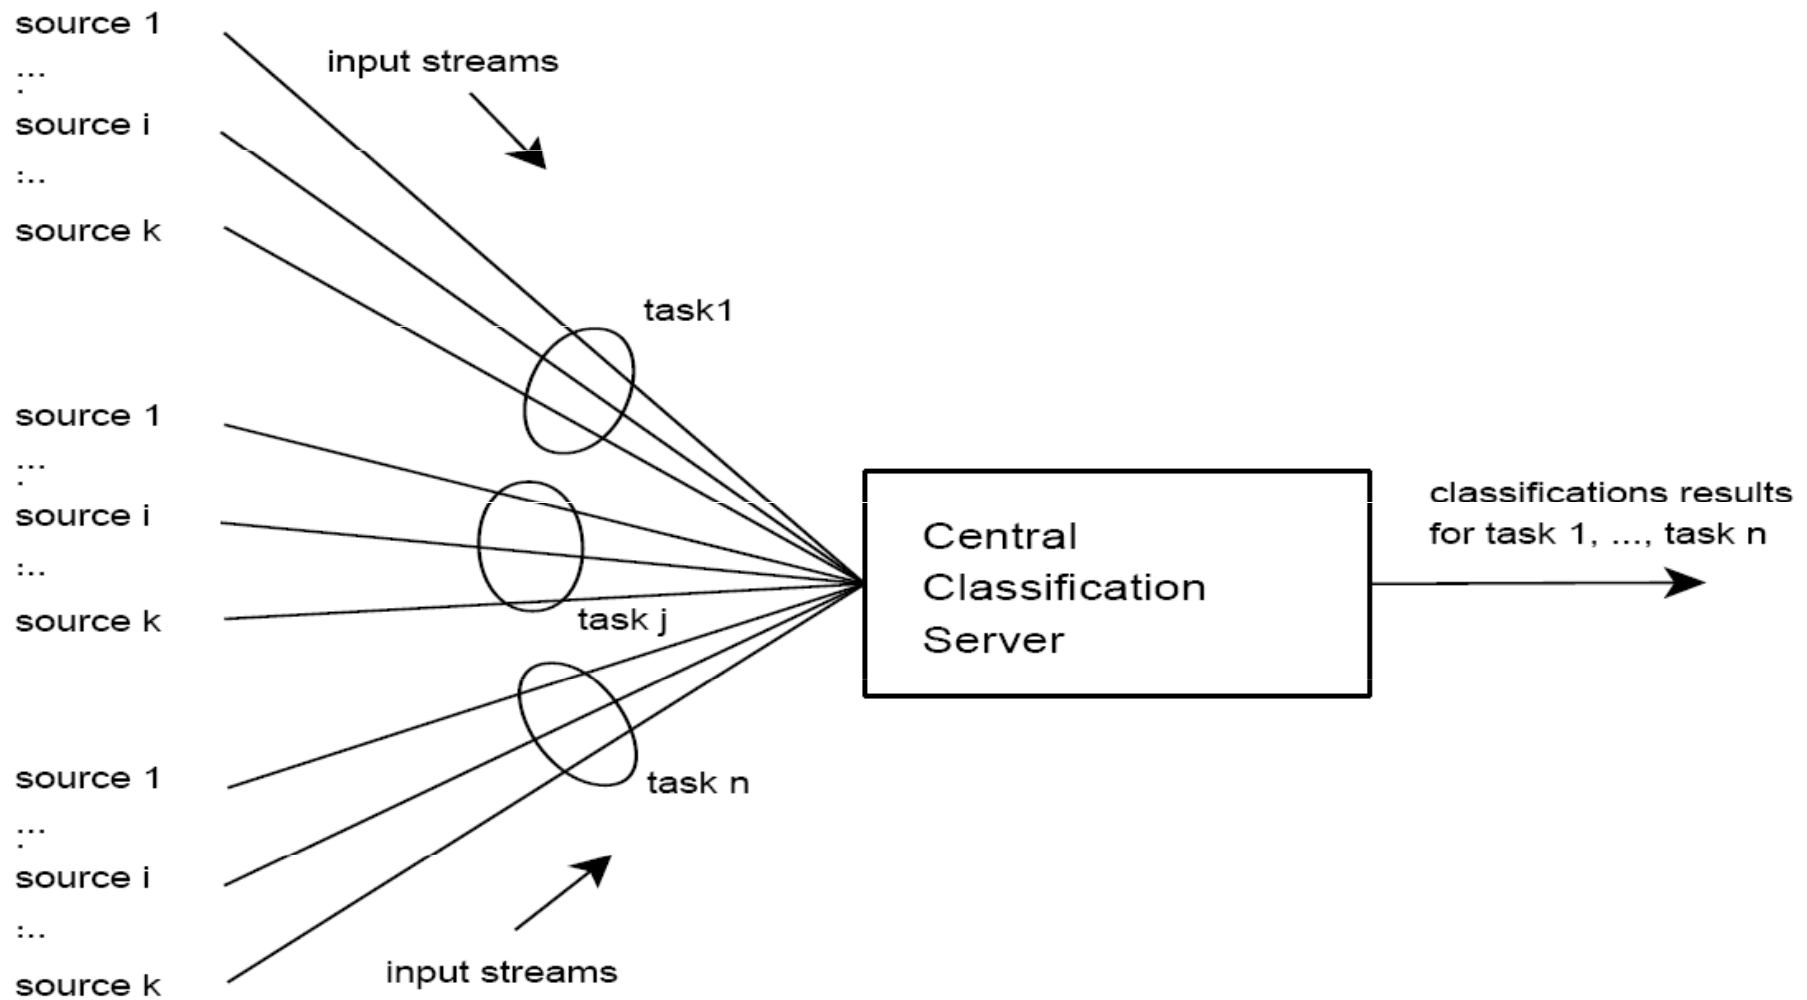 source 1
...
:
source i
:..
source k
input streams
task1
source 1
...
:
source i
:..
source k
task j
source 1
...
:
source i
:..
source k
task n
input streams
Central
Classification
Server
classifications results
for task 1, ..., task n